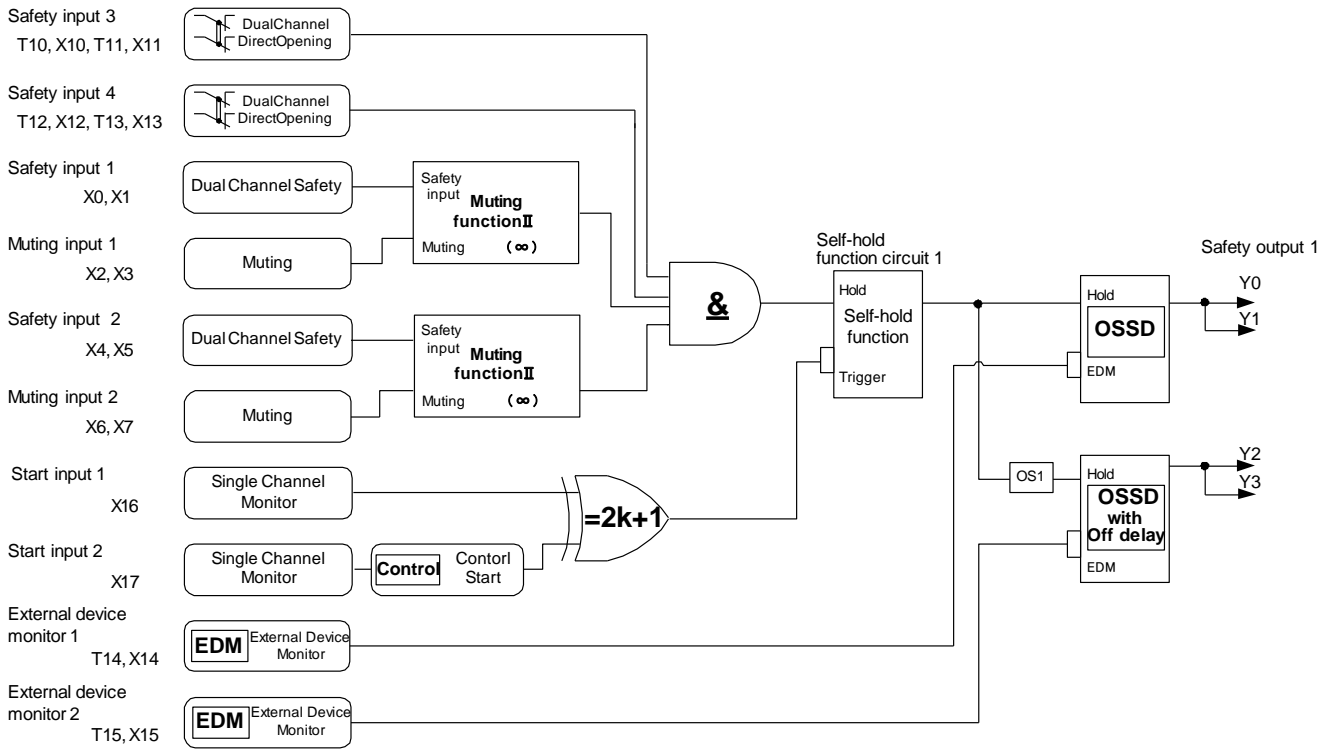 Safety input 3
T10, X10, T11, X11
DualChannel
DirectOpening
Safety input 4
T12, X12, T13, X13
DualChannel
DirectOpening
Safety input 1
X0, X1
Dual Channel Safety
Safety
input
Muting
functionⅡ
Muting
(∞)
Muting input 1
X2, X3
Muting
Safety input 2
X4, X5
Dual Channel Safety
Safety
input
Muting
functionⅡ
Muting
(∞)
Muting input 2
X6, X7
Muting
&
Self-hold
function circuit 1
Hold
Self-hold
function
Trigger
Safety output 1
Hold
OSSD
EDM
Y0
Y1
OS1
Hold
OSSD
with
Off delay
EDM
Y2
Y3
Start input 1
X16
Single Channel
Monitor
=2k+1
Start input 2
X17
Single Channel
Monitor
Control
Contorl
Start
External device
monitor 1
T14, X14
EDM
External Device
Monitor
External device
monitor 2
T15, X15
EDM
External Device
Monitor